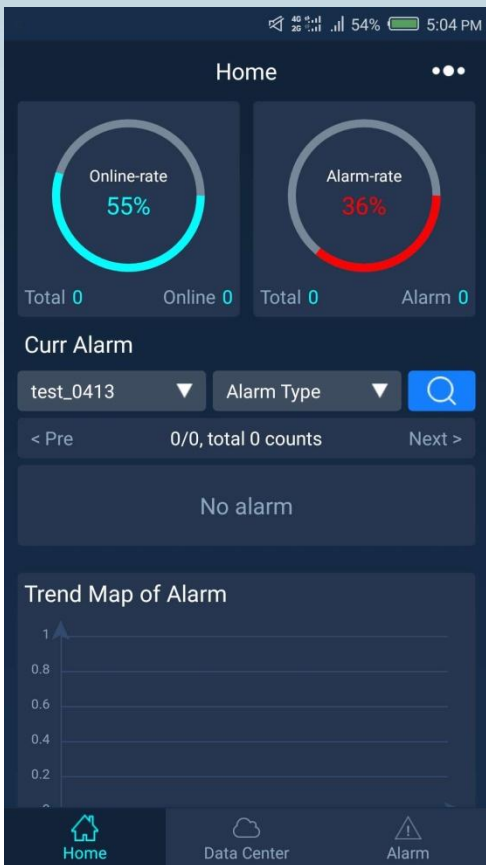 4G 2G 54% 5:04 PM
Home
Online-rate
55%
Alarm-rate
36%
Total 0 Online 0
Total 0 Alarm 0
Curr Alarm
test_0413 Alarm Type
< Pre 0/0, total 0 counts Next >
No alarm
Trend Map of Alarm
1
0.8
0.6
0.4
0.2
Home Data Center Alarm